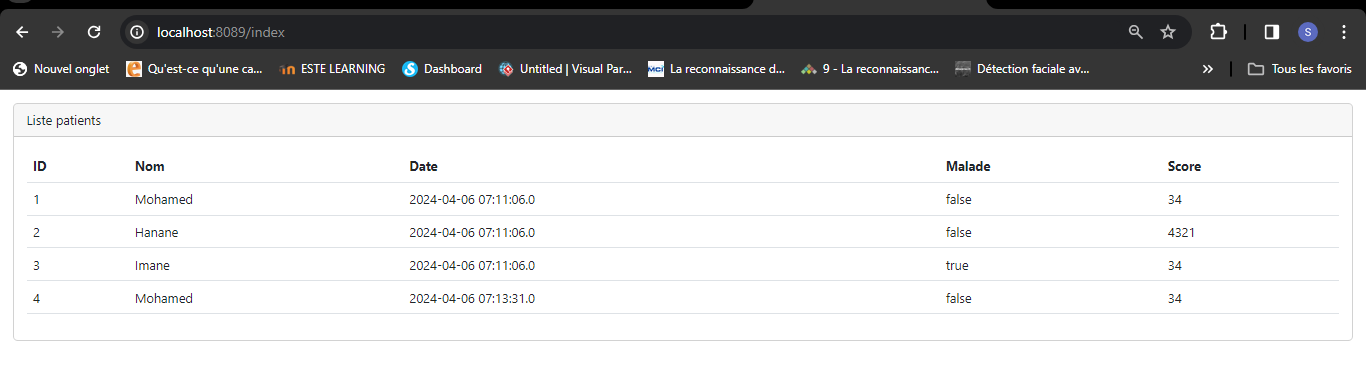 localhost:8089/index
S
Nouvel onglet Qu'est-ce qu'une ca... ESTE LEARNING Dashboard Untitled | Visual Par... La reconnaissance d... 9 - La reconnaissanc... Détection faciale av... » Tous les favoris
Liste patients
ID Nom Date Malade Score
1 Mohamed 2024-04-06 07:11:06.0 false 34
2 Hanane 2024-04-06 07:11:06.0 false 4321
3 Imane 2024-04-06 07:11:06.0 true 34
4 Mohamed 2024-04-06 07:13:31.0 false 34